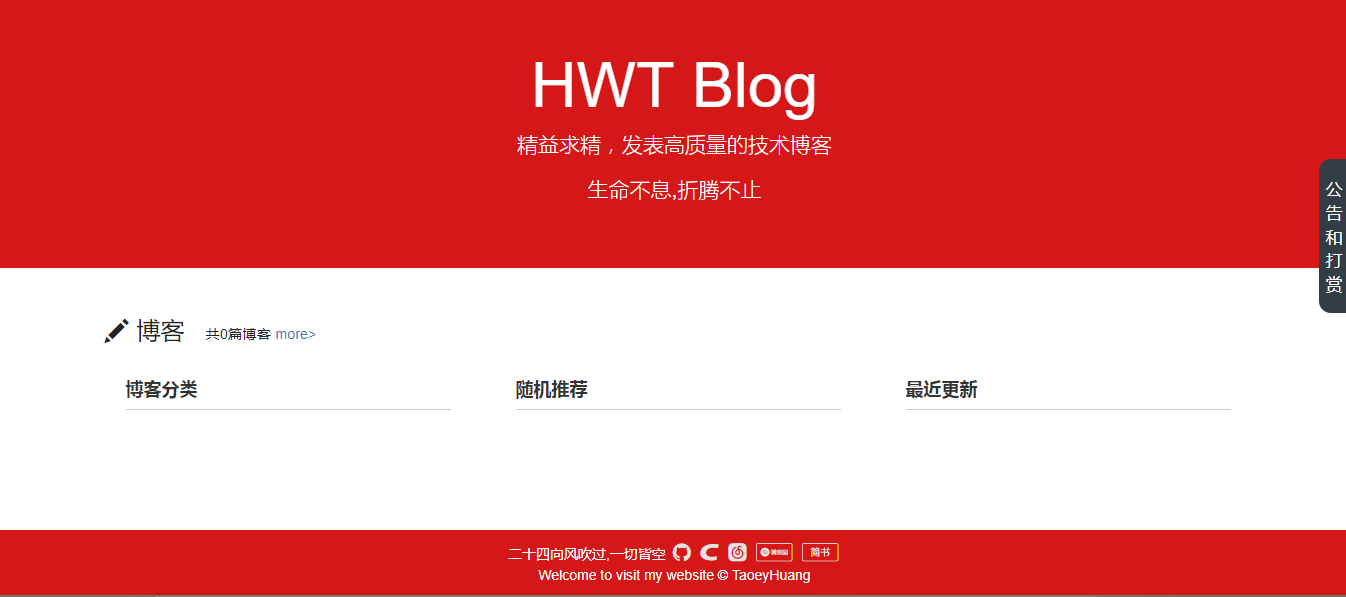 HWT Blog
精益求精，发表高质量的技术博客
生命不息,折腾不止
公告和打赏
博客 共0篇博客 more>
博客分类 随机推荐 最近更新
二十四向风吹过,一切皆空 博客园 简书
Welcome to visit my website © TaoeyHuang